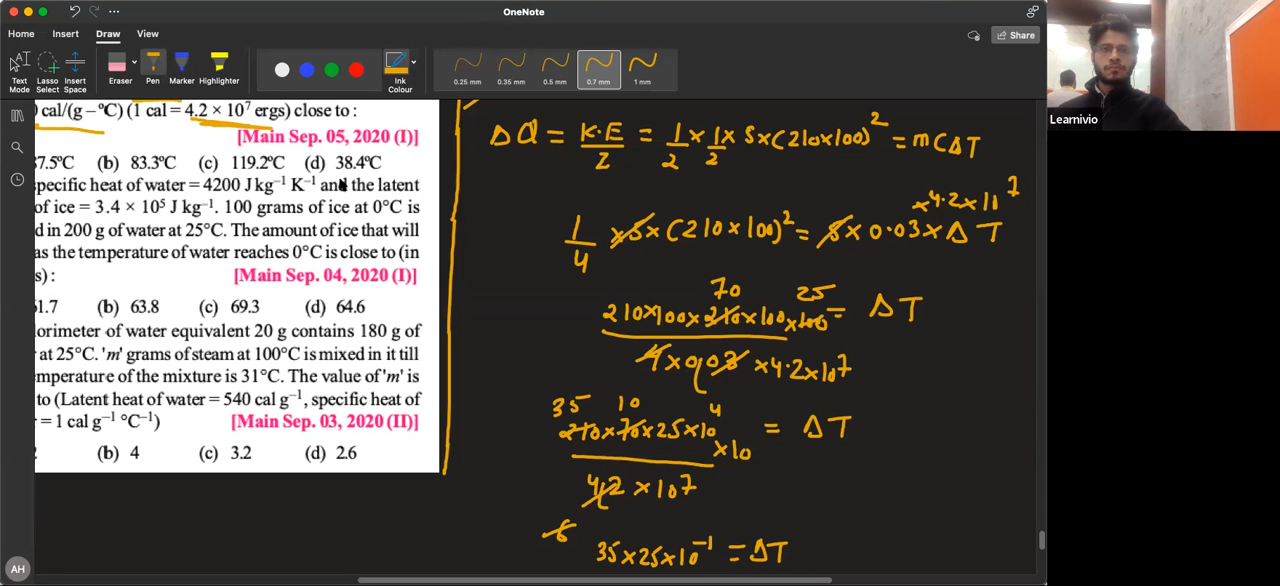 OneNote
Home Insert Draw View
Share
Text Mode
Lasso Select
Insert Space
Eraser
Pen
Marker
Highlighter
Ink Colour
0.25 mm 0.35 mm 0.5 mm 0.7 mm 1 mm
cal/(g – °C) (1 cal = 4.2 × 10⁷ ergs) close to :
[Main Sep. 05, 2020 (I)]
7.5°C (b) 83.3°C (c) 119.2°C (d) 38.4°C
specific heat of water = 4200 J kg⁻¹ K⁻¹ and the latent
of ice = 3.4 × 10⁵ J kg⁻¹. 100 grams of ice at 0°C is
d in 200 g of water at 25°C. The amount of ice that will
as the temperature of water reaches 0°C is close to (in
s) :
[Main Sep. 04, 2020 (I)]
1.7 (b) 63.8 (c) 69.3 (d) 64.6
orimeter of water equivalent 20 g contains 180 g of
at 25°C. 'm' grams of steam at 100°C is mixed in it till
mperature of the mixture is 31°C. The value of 'm' is
to (Latent heat of water = 540 cal g⁻¹, specific heat of
= 1 cal g⁻¹ °C⁻¹) [Main Sep. 03, 2020 (II)]
(b) 4 (c) 3.2 (d) 2.6
ΔQ = K.E/2 = 1/2 × 1/2 × 5 × (210×100)² = mCΔT
1/4 × 5 × (210×100)² = 5 × 0.03 × ΔT × 4.2 × 10⁷
70 25
210×100×210×100×100 = ΔT
4×0.03 ×4.2×10⁷
35 10
210×70×25×10⁴ ×10 = ΔT
42 × 10⁷
6
35×25×10⁻¹ = ΔT
Learnivio
AH